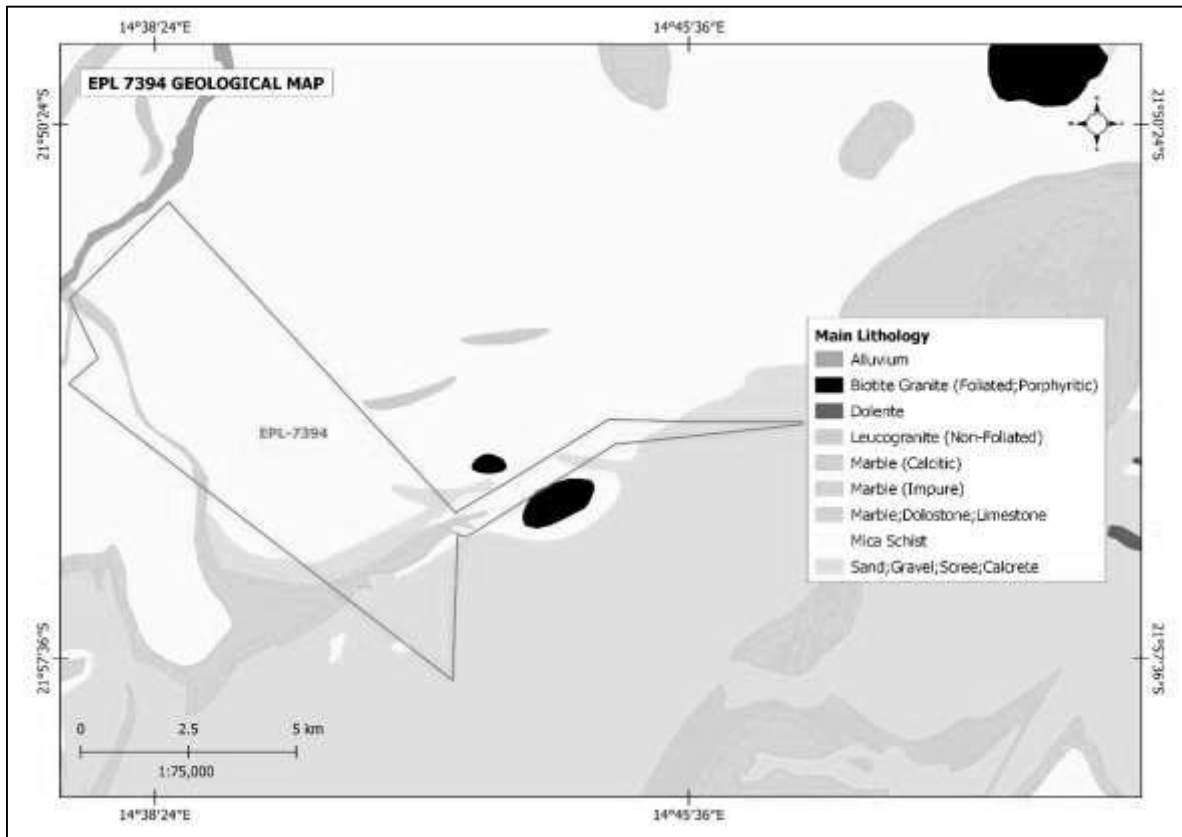 14°38'24"E 14°45'36"E
EPL 7394 GEOLOGICAL MAP
21°50'24"S 21°50'24"S
Main Lithology
Alluvium
Biotite Granite (Foliated;Porphyritic)
Dolerite
Leucogranite (Non-Foliated)
Marble (Calcitic)
Marble (Impure)
Marble;Dolostone;Limestone
Mica Schist
Sand;Gravel;Scree;Calcrete
EPL-7394
21°57'36"S 21°57'36"S
0 2.5 5 km
1:75,000
14°38'24"E 14°45'36"E